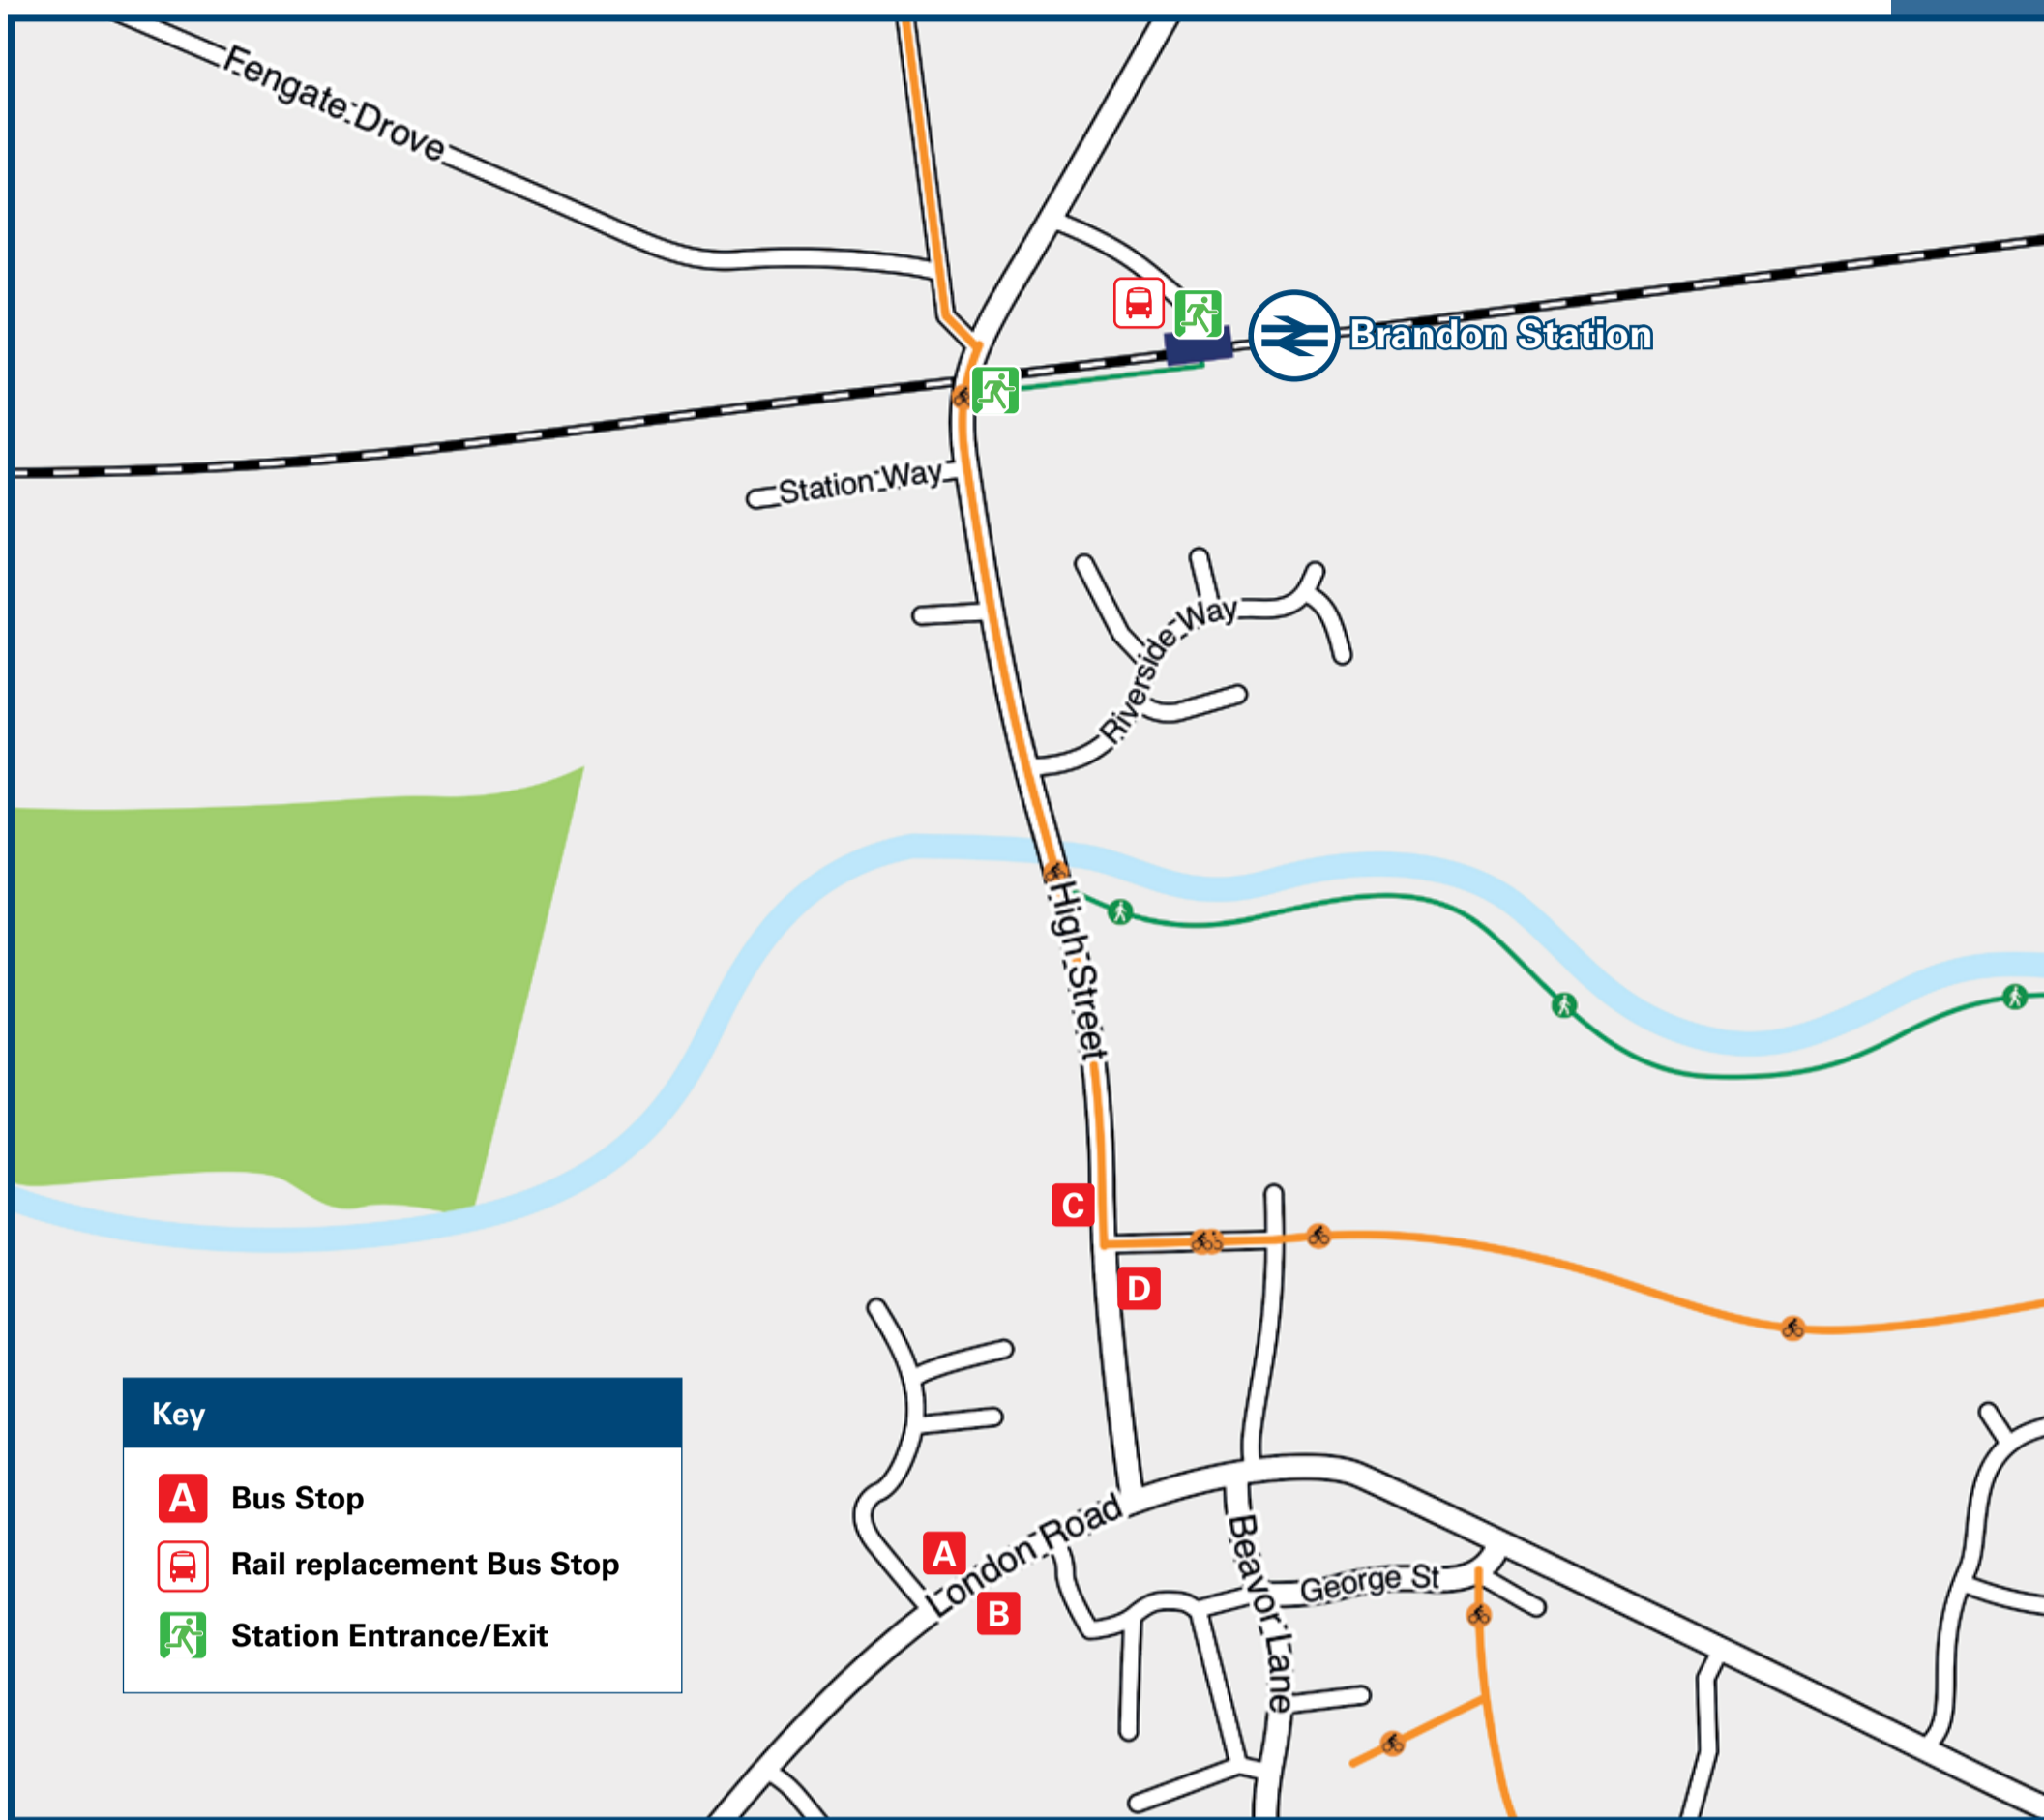 Fengate Drove
Brandon Station
Station Way
Riverside Way
High Street
C
D
London Road
A
B
Beavor Lane
George St
Key
A Bus Stop
Rail replacement Bus Stop
Station Entrance/Exit